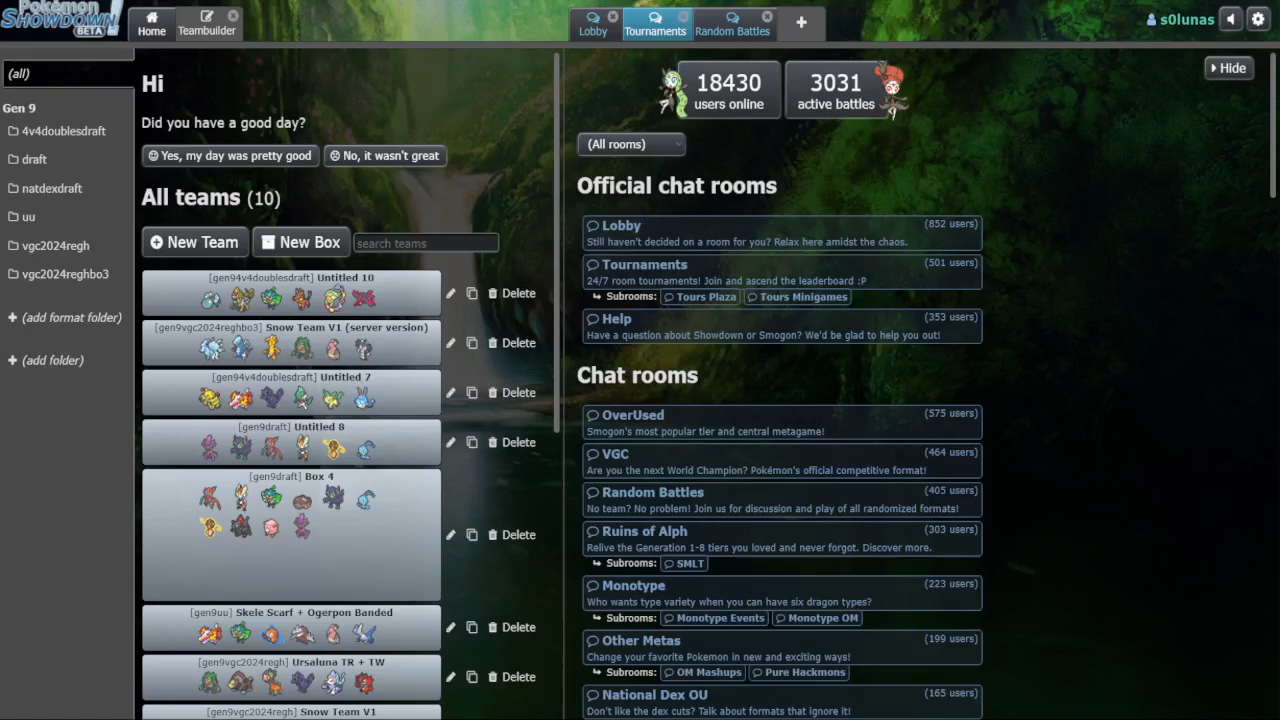 Pokémon
SHOWDOWN!
BETA
Home
Teambuilder
Lobby
Tournaments
Random Battles
s0lunas
(all)
Gen 9
4v4doublesdraft
draft
natdexdraft
uu
vgc2024regh
vgc2024reghbo3
(add format folder)
(add folder)
Hi
Did you have a good day?
Yes, my day was pretty good
No, it wasn't great
All teams (10)
New Team
New Box
search teams
[gen94v4doublesdraft] Untitled 10
Delete
[gen9vgc2024reghbo3] Snow Team V1 (server version)
Delete
[gen94v4doublesdraft] Untitled 7
Delete
[gen9draft] Untitled 8
Delete
[gen9draft] Box 4
Delete
[gen9uu] Skele Scarf + Ogerpon Banded
Delete
[gen9vgc2024regh] Ursaluna TR + TW
Delete
[gen9vgc2024regh] Snow Team V1
18430
users online
3031
active battles
Hide
(All rooms)
Official chat rooms
Lobby (852 users)
Still haven't decided on a room for you? Relax here amidst the chaos.
Tournaments (501 users)
24/7 room tournaments! Join and ascend the leaderboard :P
Subrooms: Tours Plaza Tours Minigames
Help (353 users)
Have a question about Showdown or Smogon? We'd be glad to help you out!
Chat rooms
OverUsed (575 users)
Smogon's most popular tier and central metagame!
VGC (464 users)
Are you the next World Champion? Pokémon's official competitive format!
Random Battles (405 users)
No team? No problem! Join us for discussion and play of all randomized formats!
Ruins of Alph (303 users)
Relive the Generation 1-8 tiers you loved and never forgot. Discover more.
Subrooms: SMLT
Monotype (223 users)
Who wants type variety when you can have six dragon types?
Subrooms: Monotype Events Monotype OM
Other Metas (199 users)
Change your favorite Pokemon in new and exciting ways!
Subrooms: OM Mashups Pure Hackmons
National Dex OU (165 users)
Don't like the dex cuts? Talk about formats that ignore it!